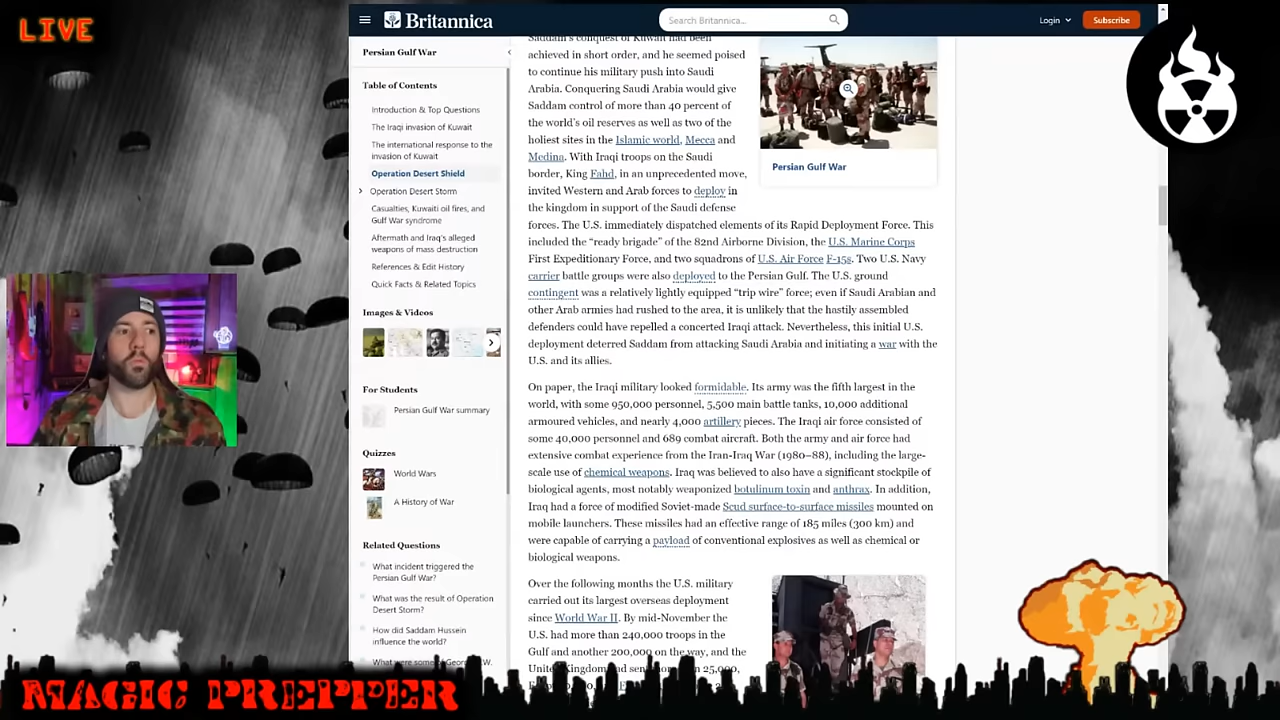 LIVE
Britannica
Search Britannica...
Login
Subscribe
Persian Gulf War
Table of Contents
Introduction & Top Questions
The Iraqi invasion of Kuwait
The international response to the
invasion of Kuwait
Operation Desert Shield
Operation Desert Storm
Casualties, Kuwaiti oil fires, and
Gulf War syndrome
Aftermath and Iraq's alleged
weapons of mass destruction
References & Edit History
Quick Facts & Related Topics
Images & Videos
For Students
Persian Gulf War summary
Quizzes
World Wars
A History of War
Related Questions
What incident triggered the
Persian Gulf War?
What was the result of Operation
Desert Storm?
How did Saddam Hussein
influence the world?
What were some of George H.W.
Saddam's conquest of Kuwait had been
achieved in short order, and he seemed poised
to continue his military push into Saudi
Arabia. Conquering Saudi Arabia would give
Saddam control of more than 40 percent of
the world's oil reserves as well as two of the
holiest sites in the Islamic world, Mecca and
Medina. With Iraqi troops on the Saudi
border, King Fahd, in an unprecedented move,
invited Western and Arab forces to deploy in
the kingdom in support of the Saudi defense
forces. The U.S. immediately dispatched elements of its Rapid Deployment Force. This
included the “ready brigade” of the 82nd Airborne Division, the U.S. Marine Corps
First Expeditionary Force, and two squadrons of U.S. Air Force F-15s. Two U.S. Navy
carrier battle groups were also deployed to the Persian Gulf. The U.S. ground
contingent was a relatively lightly equipped “trip wire” force; even if Saudi Arabian and
other Arab armies had rushed to the area, it is unlikely that the hastily assembled
defenders could have repelled a concerted Iraqi attack. Nevertheless, this initial U.S.
deployment deterred Saddam from attacking Saudi Arabia and initiating a war with the
U.S. and its allies.
Persian Gulf War
On paper, the Iraqi military looked formidable. Its army was the fifth largest in the
world, with some 950,000 personnel, 5,500 main battle tanks, 10,000 additional
armoured vehicles, and nearly 4,000 artillery pieces. The Iraqi air force consisted of
some 40,000 personnel and 689 combat aircraft. Both the army and air force had
extensive combat experience from the Iran-Iraq War (1980–88), including the large-
scale use of chemical weapons. Iraq was believed to also have a significant stockpile of
biological agents, most notably weaponized botulinum toxin and anthrax. In addition,
Iraq had a force of modified Soviet-made Scud surface-to-surface missiles mounted on
mobile launchers. These missiles had an effective range of 185 miles (300 km) and
were capable of carrying a payload of conventional explosives as well as chemical or
biological weapons.
Over the following months the U.S. military
carried out its largest overseas deployment
since World War II. By mid-November the
U.S. had more than 240,000 troops in the
Gulf and another 200,000 on the way, and the
United Kingdom had sent more than 25,000,
MAGIC PREPPER